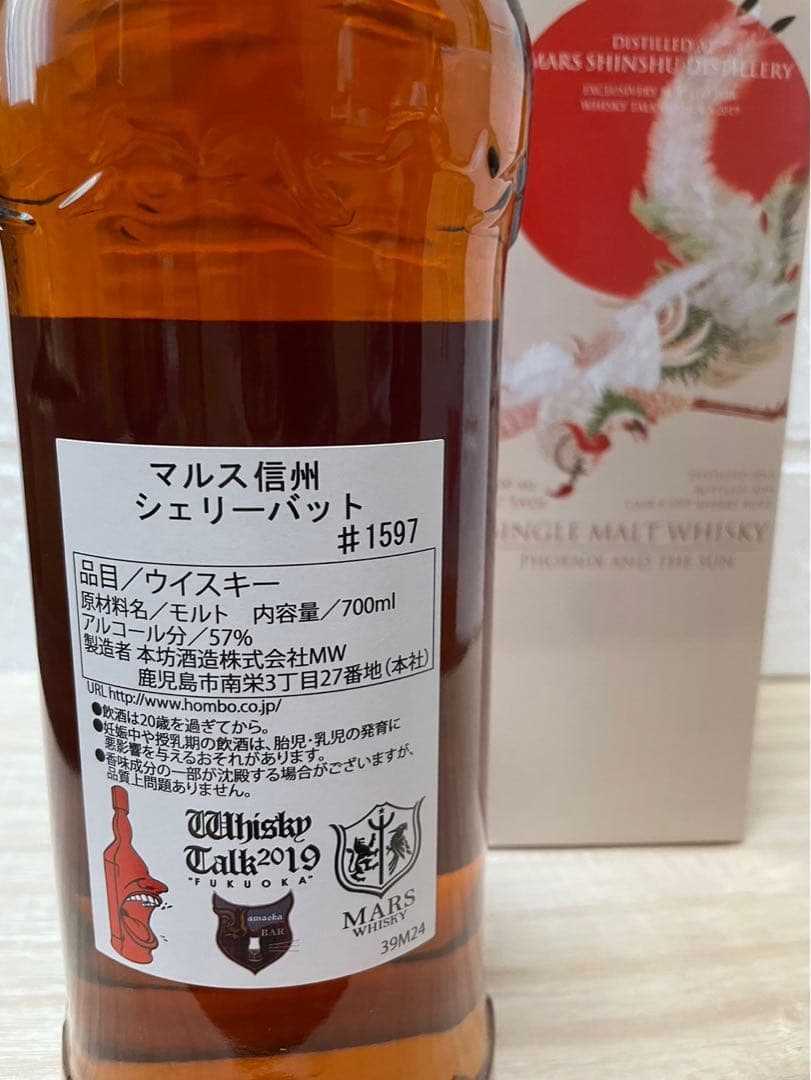 マルス信州
シェリーバット
#1597
品目/ウイスキー
原材料名/モルト 内容量/700ml
アルコール分/57%
製造者 本坊酒造株式会社MW
鹿児島市南栄3丁目27番地(本社)
URL http://www.hombo.co.jp/
●飲酒は20歳を過ぎてから。
●妊娠中や授乳期の飲酒は、胎児・乳児の発育に
悪影響を与えるおそれがあります。
●香味成分の一部が沈殿する場合がございますが、
品質上問題ありません。
Whisky
Talk2019
"FUKUOKA"
Yamaoka
BAR
MARS
WHISKY
39M24
DISTILLED AT
MARS SHINSHU DISTILLERY
EXCLUSIVELY
WHISKY TALK 2019
SINGLE MALT WHISKY
PHOENIX AND THE SUN